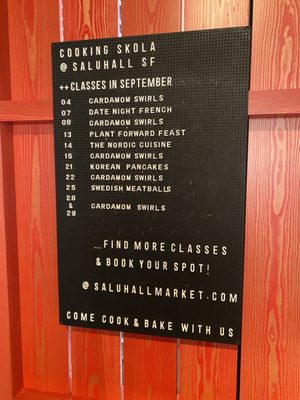 COOKING SKOLA
@ SALUHALL SF
++CLASSES IN SEPTEMBER
04 CARDAMOM SWIRLS
07 DATE NIGHT FRENCH
08 CARDAMOM SWIRLS
13 PLANT FORWARD FEAST
14 THE NORDIC CUISINE
15 CARDAMOM SWIRLS
21 KOREAN PANCAKES
22 CARDAMOM SWIRLS
25 SWEDISH MEATBALLS
28
& CARDAMOM SWIRLS
29
...FIND MORE CLASSES
& BOOK YOUR SPOT!
@SALUHALLMARKET.COM
COME COOK&BAKE WITH US